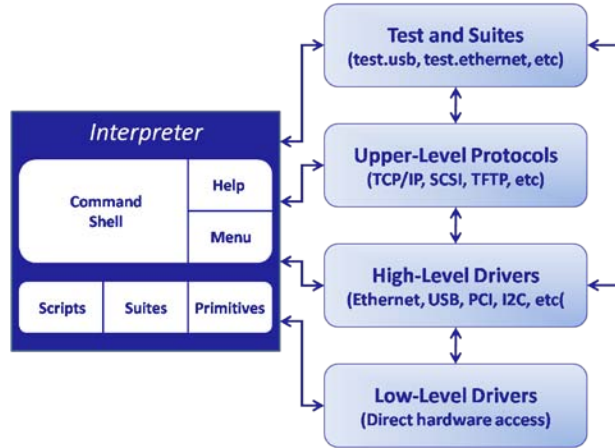 Test and Suites
(test.usb, test.ethernet, etc)
Interpreter
Command
Shell
Help
Menu
Scripts
Suites
Primitives
Upper-Level Protocols
(TCP/IP, SCSI, TFTP, etc)
High-Level Drivers
(Ethernet, USB, PCI, I2C, etc(
Low-Level Drivers
(Direct hardware access)